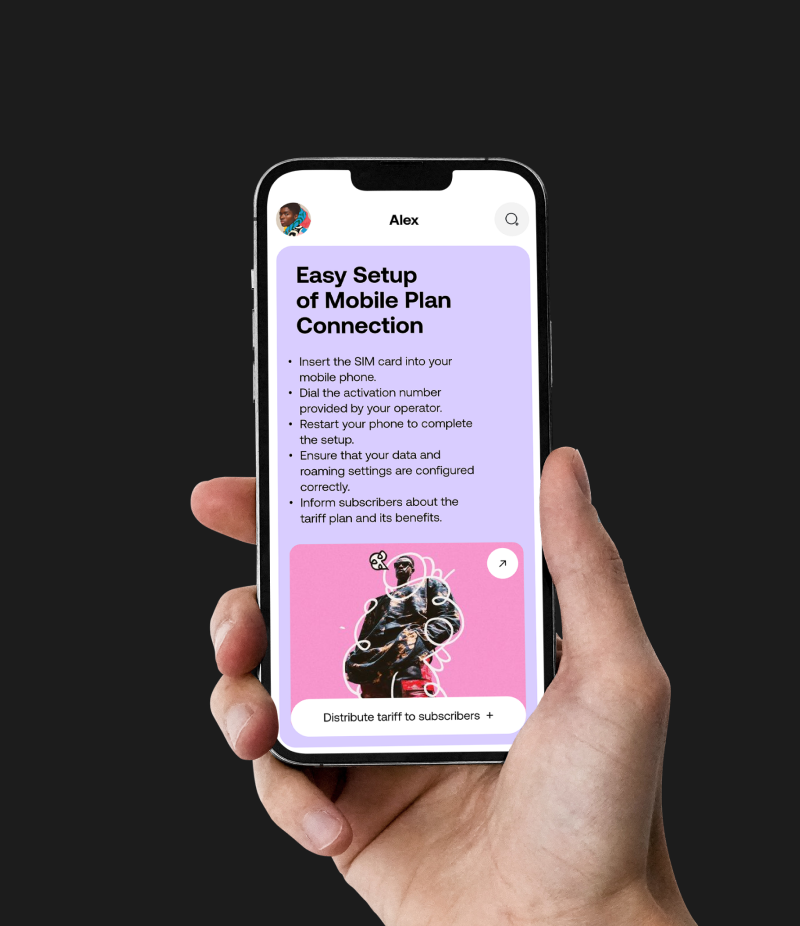 Alex
Easy Setup
of Mobile Plan
Connection
• Insert the SIM card into your
mobile phone.
• Dial the activation number
provided by your operator.
• Restart your phone to complete
the setup.
• Ensure that your data and
roaming settings are configured
correctly.
• Inform subscribers about the
tariff plan and its benefits.
Distribute tariff to subscribers +